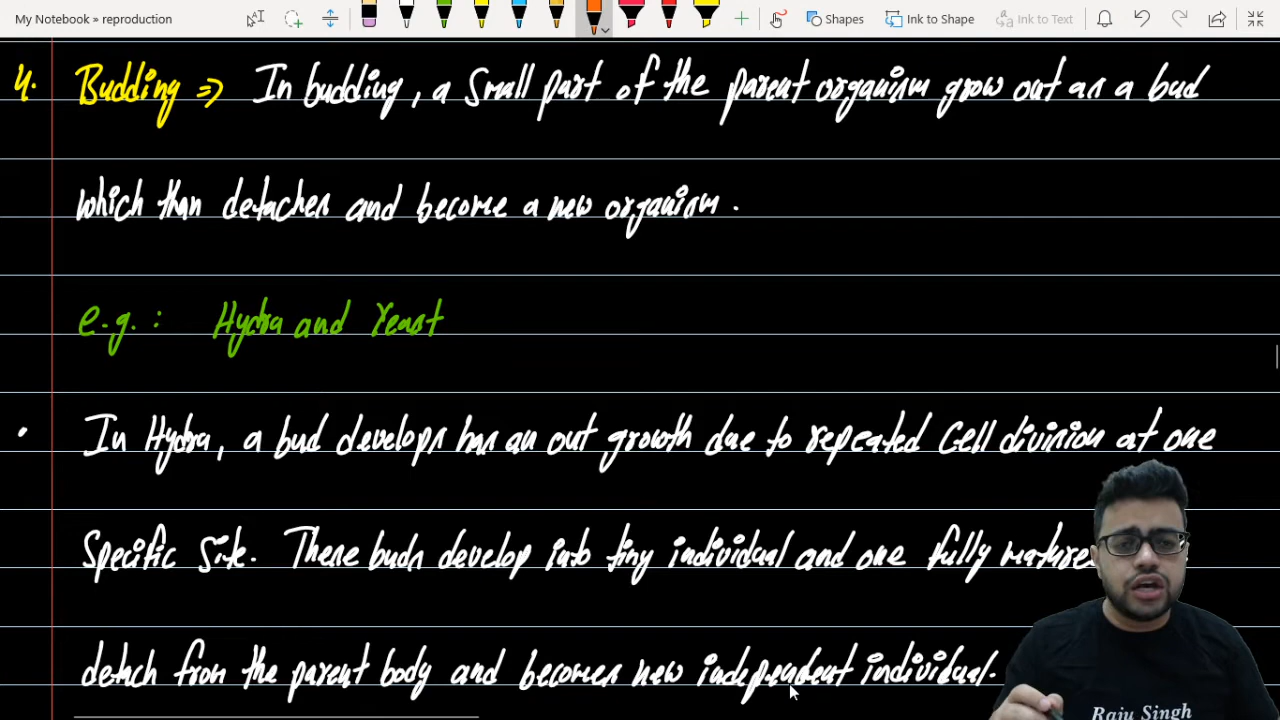 My Notebook » reproduction
Shapes
Ink to Shape
Ink to Text
4. Budding => In budding, a small part of the parent organism grow out as a bud
which than detaches and become a new organism.
e.g. : Hydra and Yeast
• In Hydra, a bud develops has an out growth due to repeated cell division at one
specific site. These buds develop into tiny individual and one fully mature
detach from the parent body and becomes new independent individual.
Raju Singh